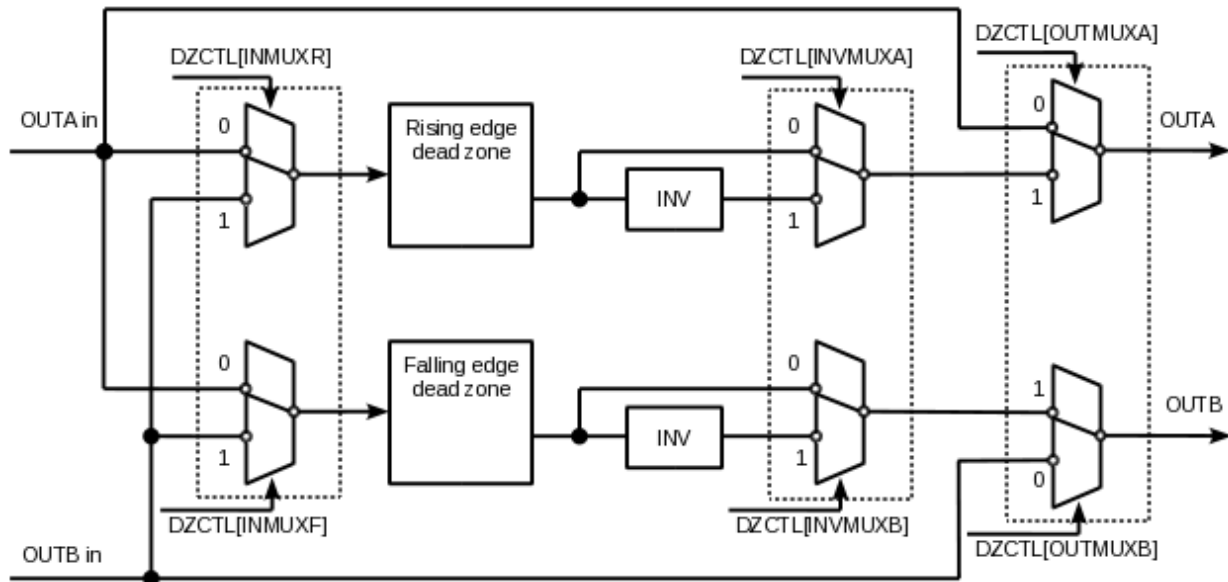 DZCTL[OUTMUXA]
DZCTL[INMUXR]
DZCTL[INVMUXA]
0
0
0
OUTA in
Rising edge
dead zone
OUTA
INV
1
1
1
0
Falling edge
dead zone
0
1
OUTB
INV
1
1
0
DZCTL[INMUXF]
DZCTL[INVMUXB]
DZCTL[OUTMUXB]
OUTB in